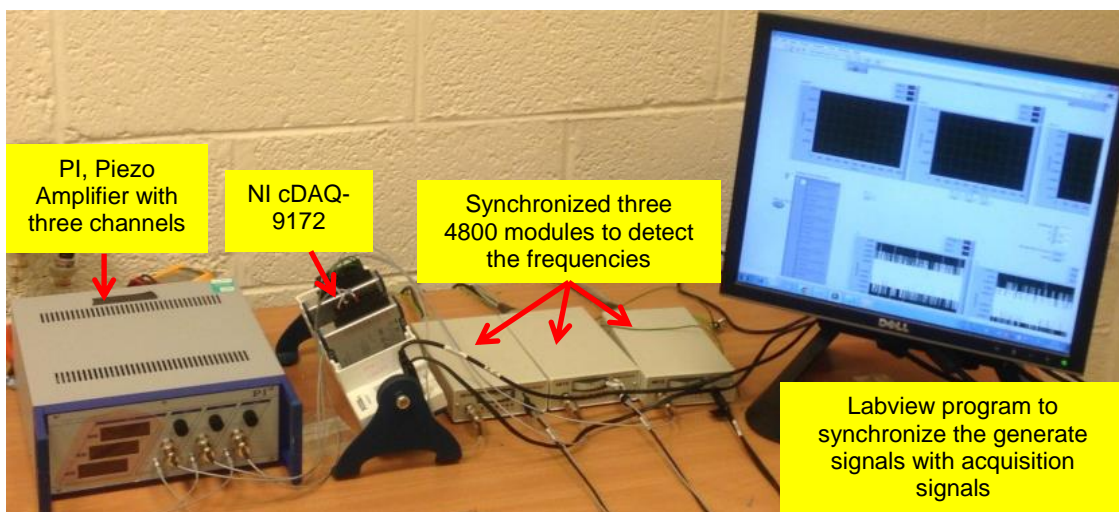 PI, Piezo
Amplifier with
three channels
NI cDAQ-
9172
Synchronized three
4800 modules to detect
the frequencies
DELL
PI
Labview program to
synchronize the generate
signals with acquisition
signals